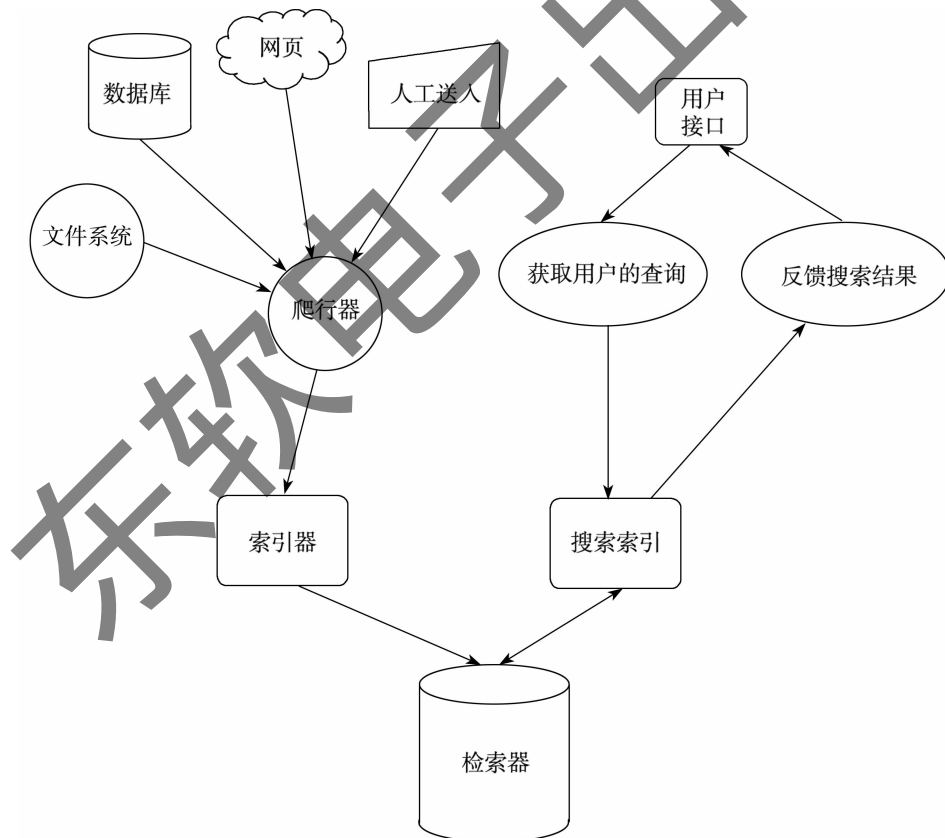 网页
数据库
人工送人
用户
接口
文件系统
获取用户的查询
反馈搜索结果
爬行器
索引器
搜索索引
检索器
东软电子出